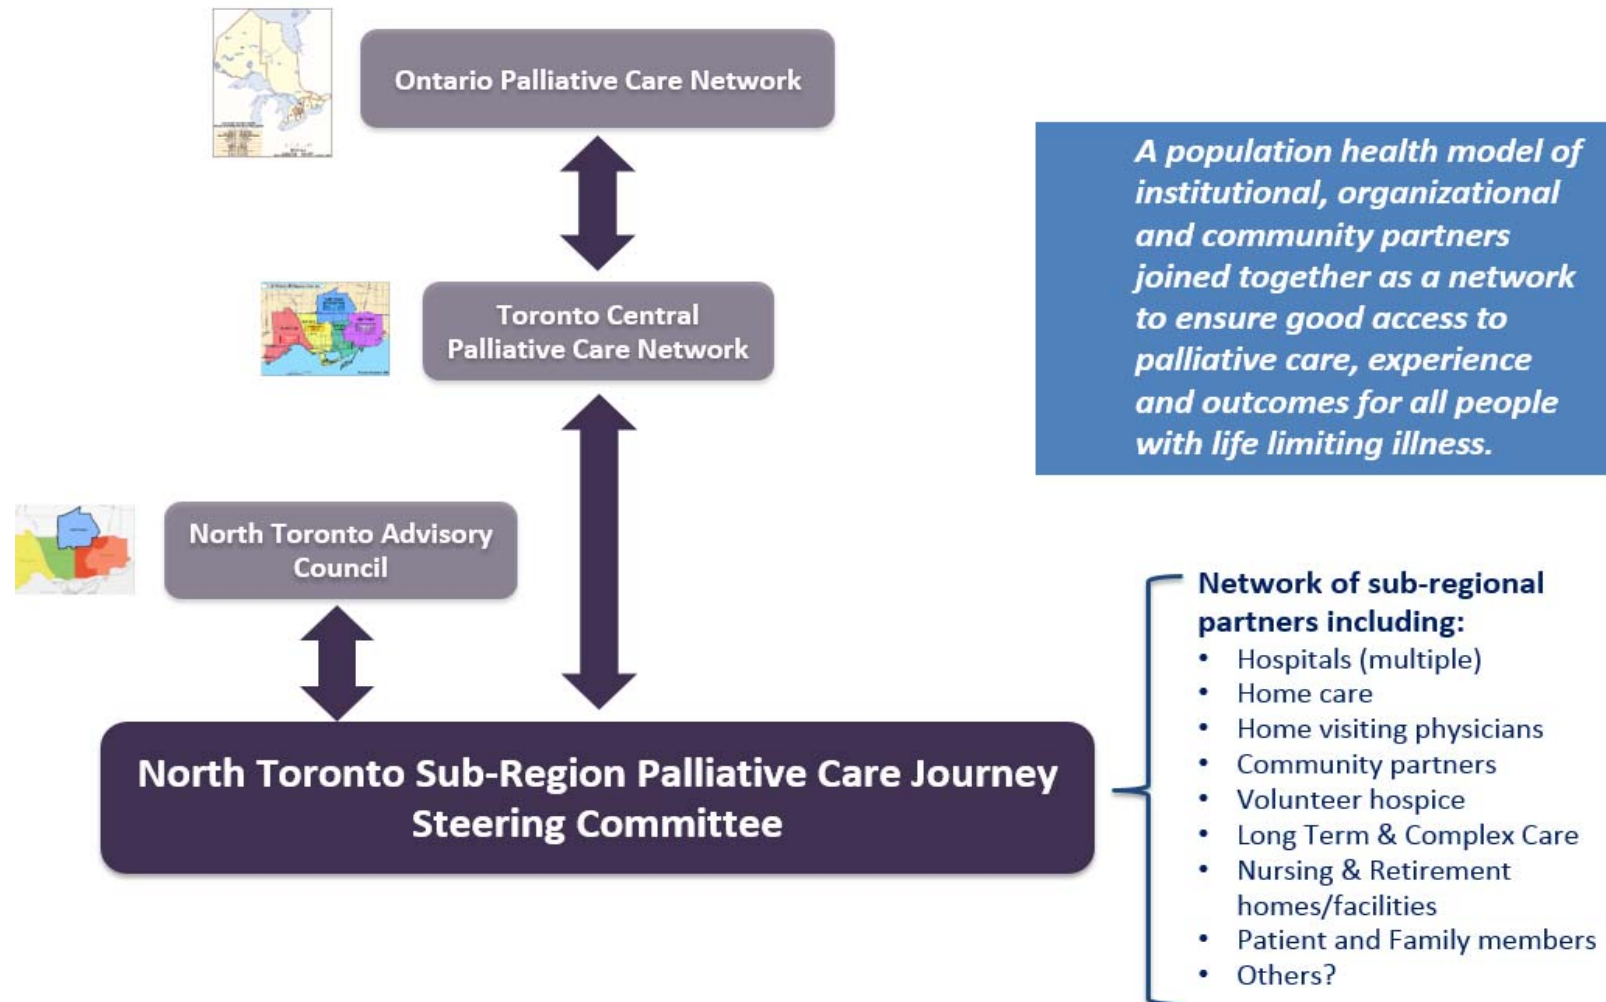 Ontario Palliative Care Network
A population health model of
institutional, organizational
and community partners
joined together as a network
to ensure good access to
palliative care, experience
and outcomes for all people
with life limiting illness.
Toronto Central
Palliative Care Network
North Toronto Advisory
Council
North Toronto Sub-Region Palliative Care Journey
Steering Committee
Network of sub-regional
partners including:
• Hospitals (multiple)
• Home care
• Home visiting physicians
• Community partners
• Volunteer hospice
• Long Term & Complex Care
• Nursing & Retirement
homes/facilities
• Patient and Family members
• Others?